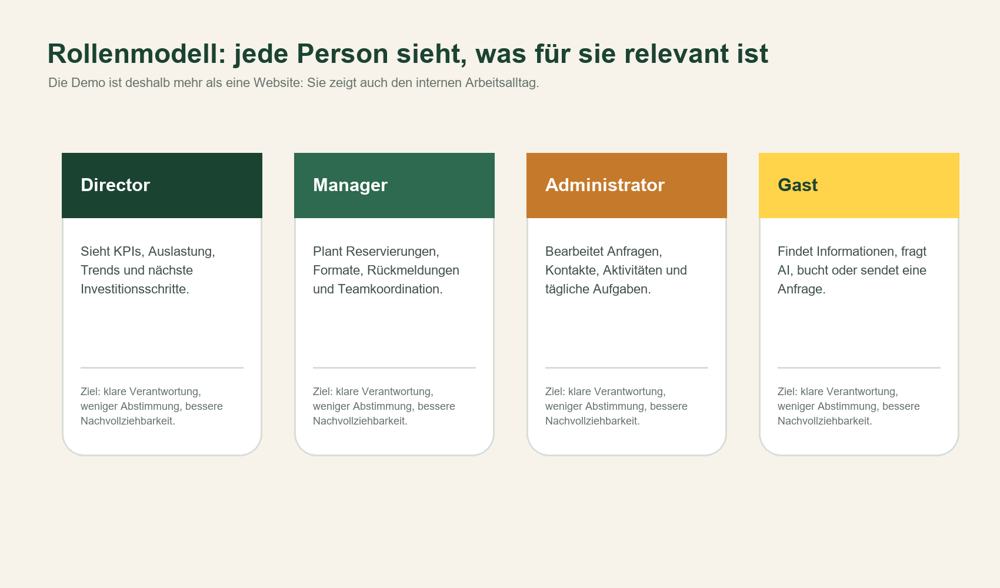 Rollenmodell: jede Person sieht, was für sie relevant ist
Die Demo ist deshalb mehr als eine Website: Sie zeigt auch den internen Arbeitsalltag.
Director
Sieht KPIs, Auslastung,
Trends und nächste
Investitionsschritte.
Ziel: klare Verantwortung,
weniger Abstimmung, bessere
Nachvollziehbarkeit.
Manager
Plant Reservierungen,
Formate, Rückmeldungen
und Teamkoordination.
Ziel: klare Verantwortung,
weniger Abstimmung, bessere
Nachvollziehbarkeit.
Administrator
Bearbeitet Anfragen,
Kontakte, Aktivitäten und
tägliche Aufgaben.
Ziel: klare Verantwortung,
weniger Abstimmung, bessere
Nachvollziehbarkeit.
Gast
Findet Informationen, fragt
AI, bucht oder sendet eine
Anfrage.
Ziel: klare Verantwortung,
weniger Abstimmung, bessere
Nachvollziehbarkeit.